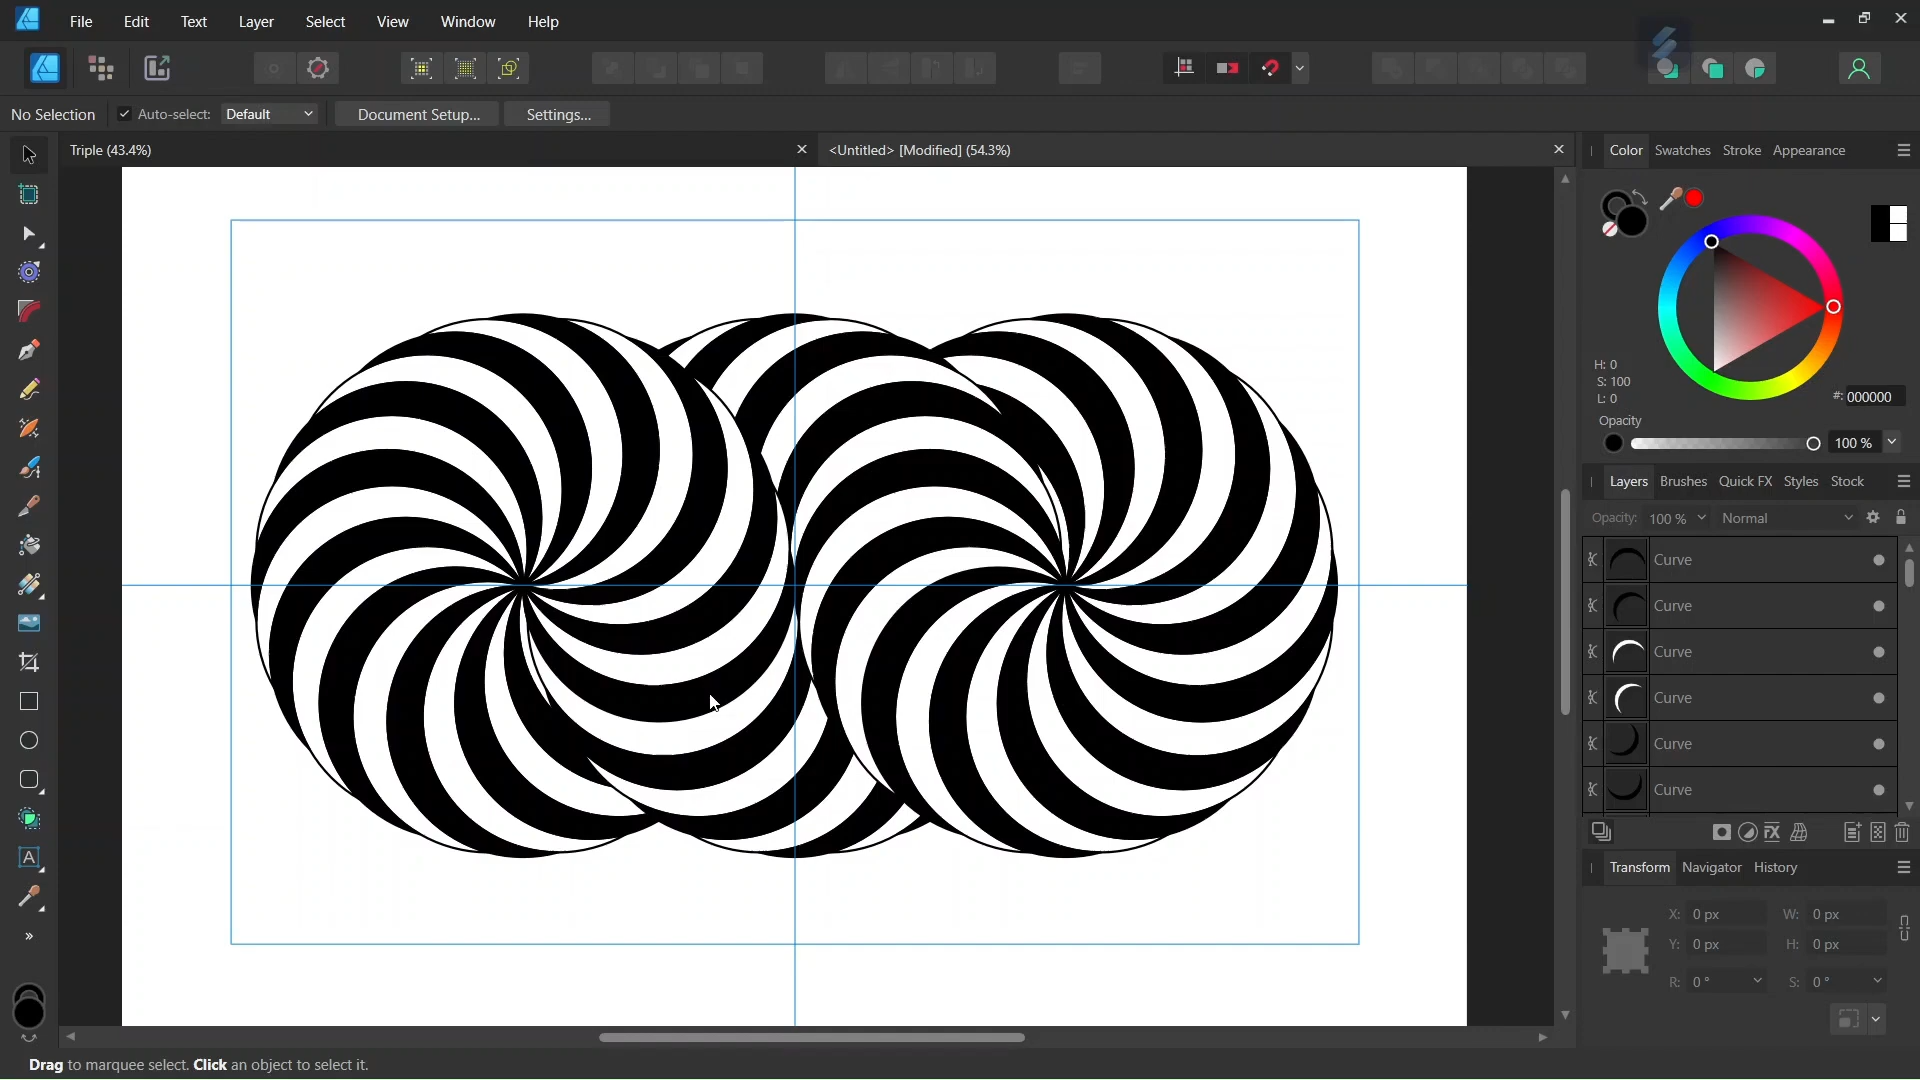 File Edit Text Layer Select View Window Help
No Selection Auto-select: Default Document Setup... Settings...
Triple (43.4%) <Untitled> [Modified] (54.3%)
Color Swatches Stroke Appearance
H: 0
S: 100
L: 0
#: 000000
Opacity
100 %
Layers Brushes Quick FX Styles Stock
Opacity: 100 % Normal
Curve
Curve
Curve
Curve
Curve
Curve
Transform Navigator History
X: 0 px W: 0 px
Y: 0 px H: 0 px
R: 0 ° S: 0 °
Drag to marquee select. Click an object to select it.